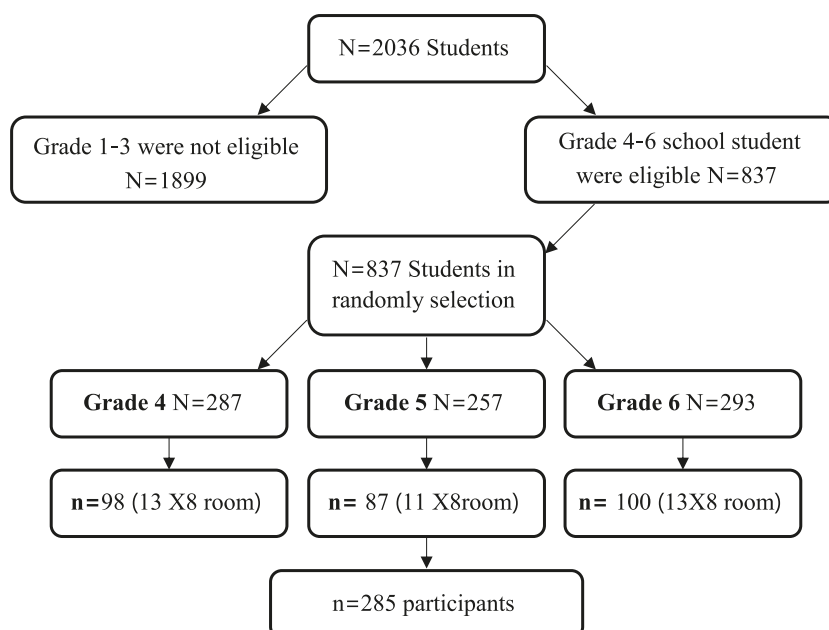 N=2036 Students
Grade 1-3 were not eligible
N=1899
Grade 4-6 school student
were eligible N=837
N=837 Students in
randomly selection
Grade 4 N=287
Grade 5 N=257
Grade 6 N=293
n=98 (13 X8 room)
n= 87 (11 X8room)
n= 100 (13X8 room)
n=285 participants